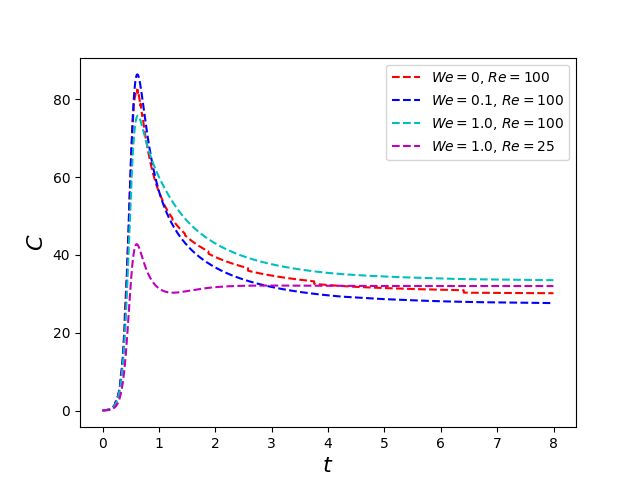 We = 0, Re = 100
We = 0.1, Re = 100
We = 1.0, Re = 100
We = 1.0, Re = 25
C
80
60
40
20
0
0 1 2 3 4 5 6 7 8
t